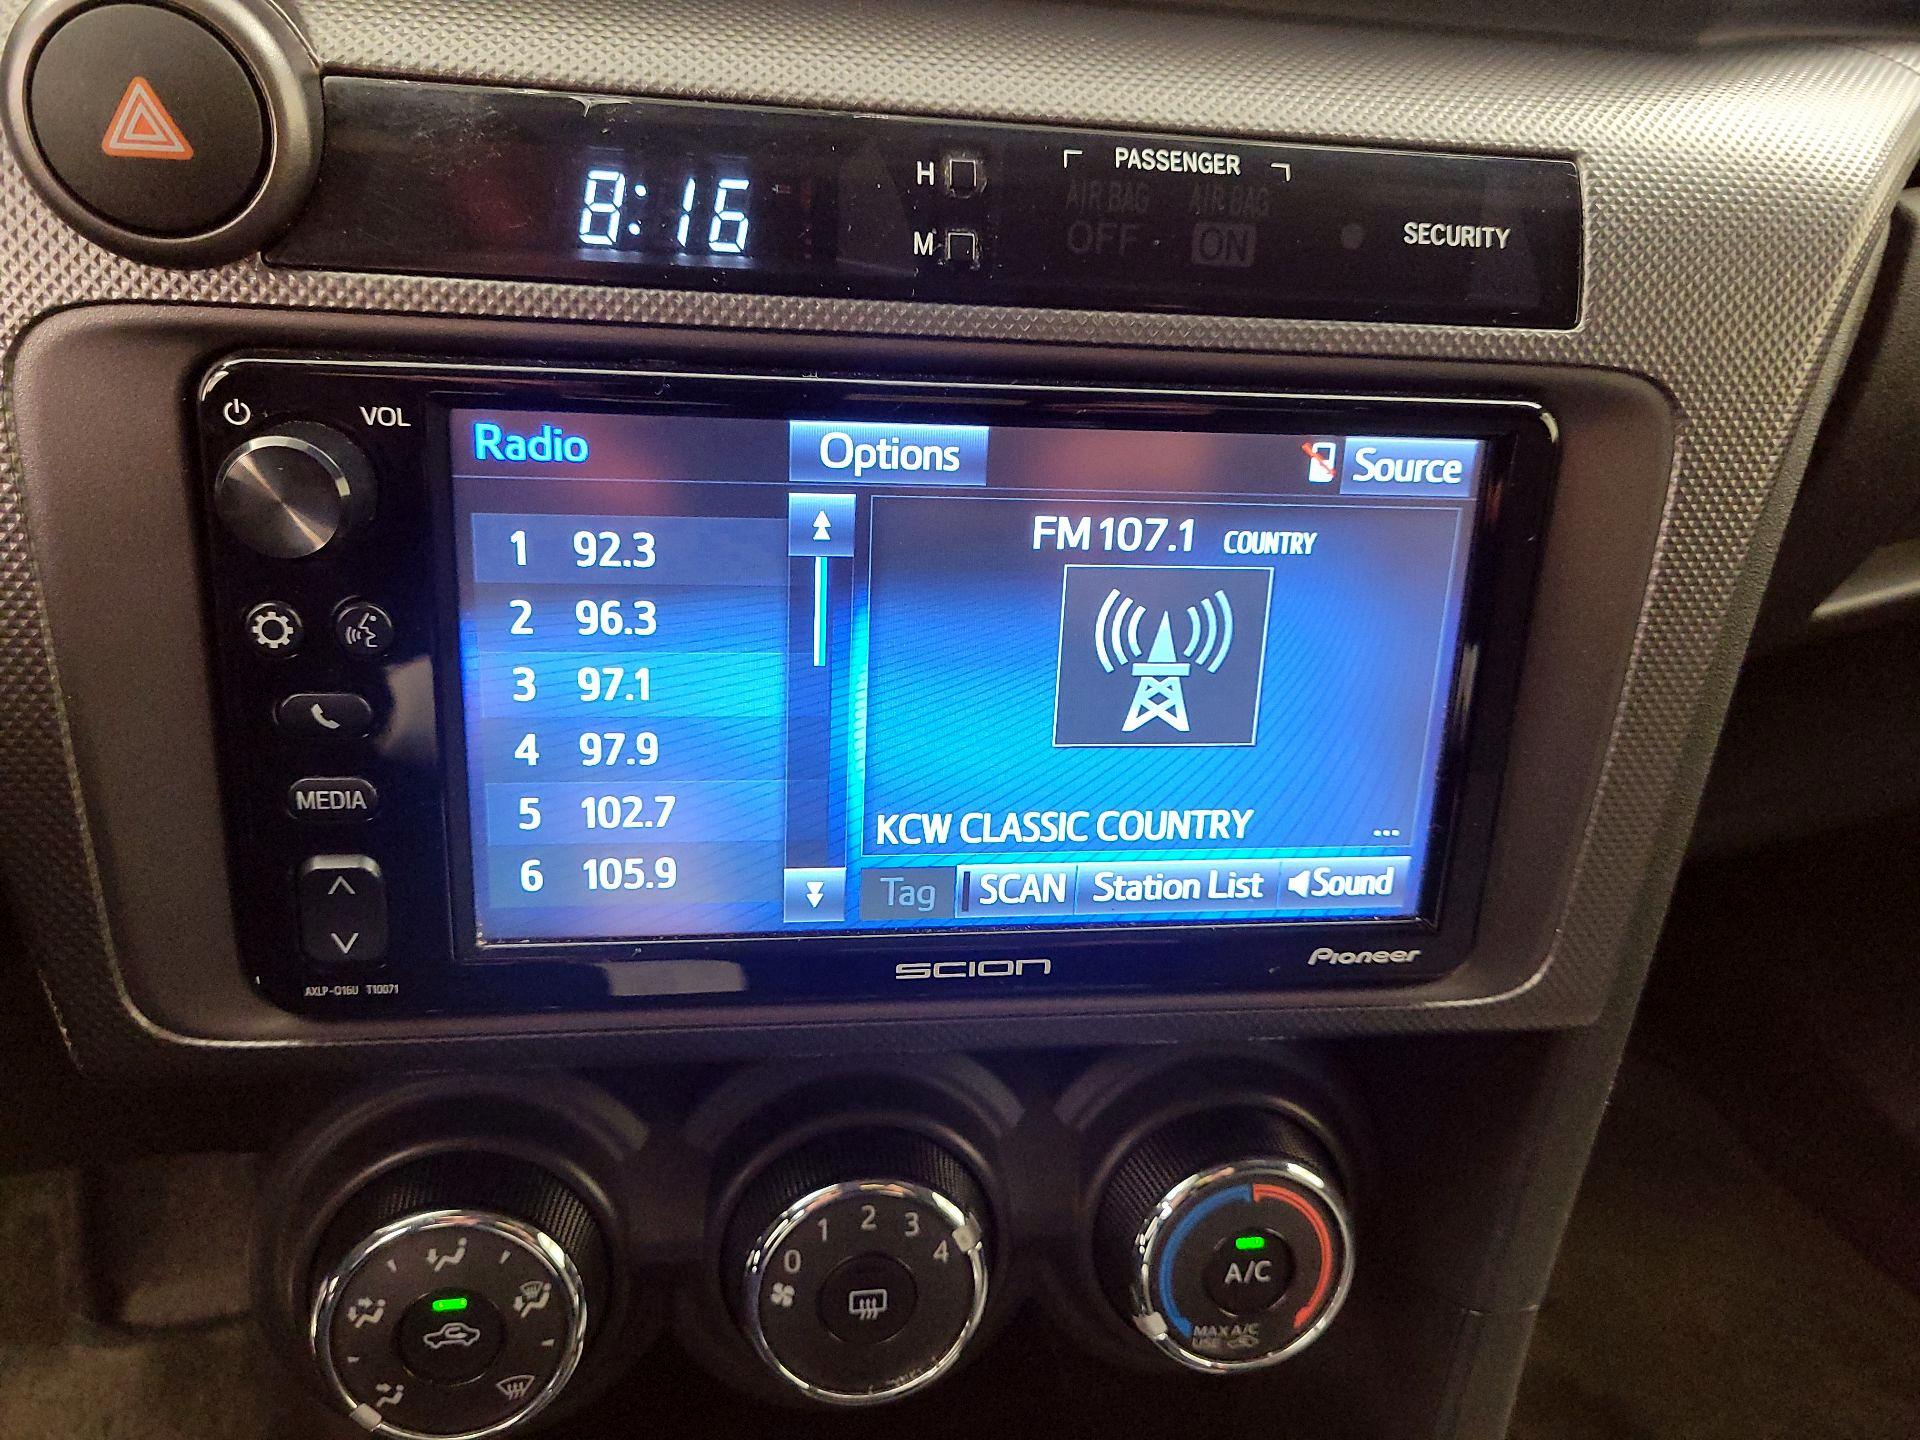 8:16
H
M
PASSENGER
AIR BAG AIR BAG
OFF ON
SECURITY
VOL
Radio
Options
Source
1 92.3
2 96.3
3 97.1
4 97.9
5 102.7
6 105.9
FM 107.1 COUNTRY
KCW CLASSIC COUNTRY ...
Tag
SCAN
Station List
Sound
MEDIA
AXLP-016U T10071
SCION
Pioneer
0 1 2 3 4
A/C
MAX A/C
USE